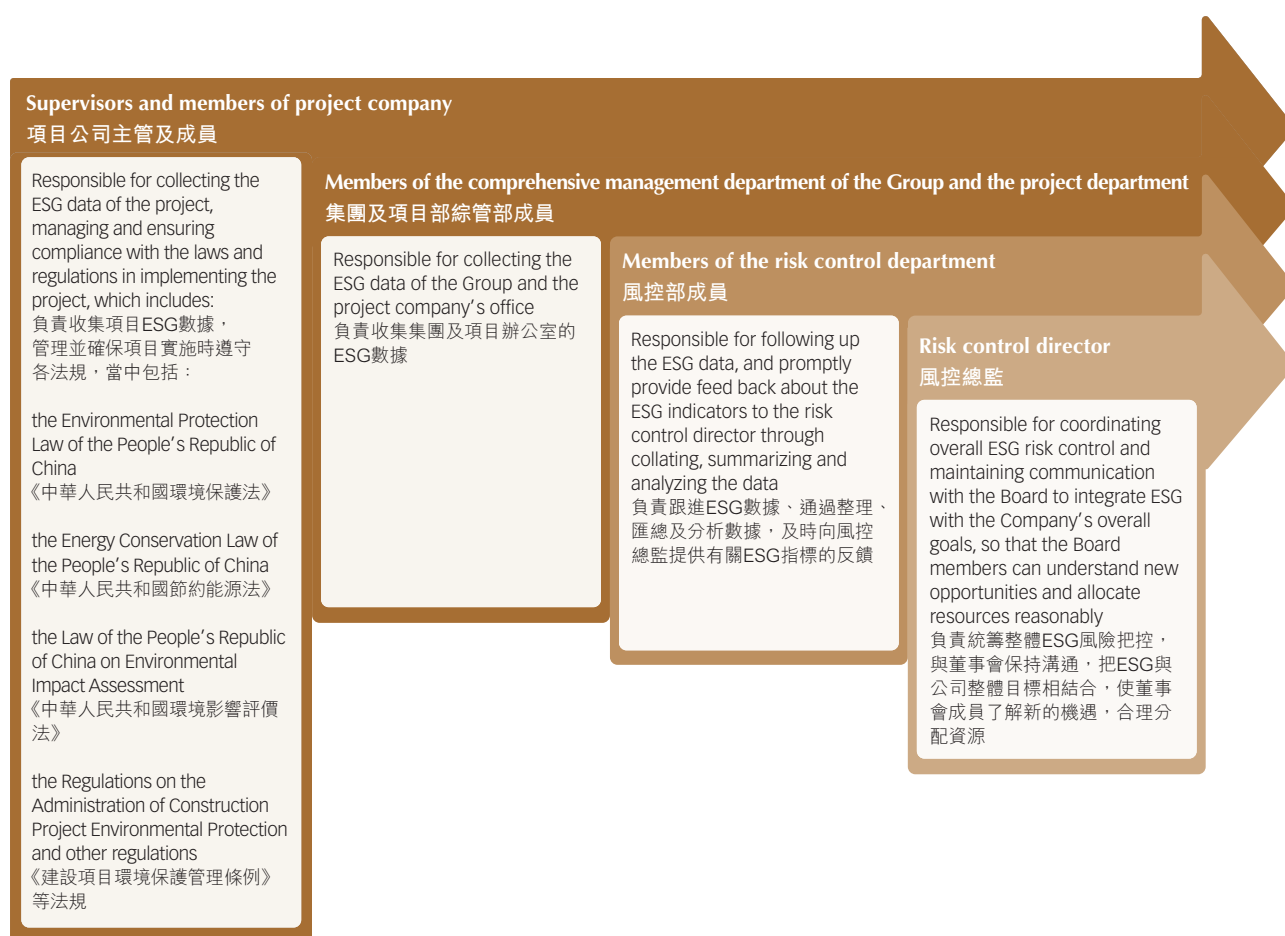 Supervisors and members of project company
項目公司主管及成員
Responsible for collecting the
ESG data of the project,
managing and ensuring
compliance with the laws and
regulations in implementing the
project, which includes:
負責收集項目ESG數據，
管理並確保項目實施時遵守
各法規，當中包括：
the Environmental Protection
Law of the People’s Republic of
China
《中華人民共和國環境保護法》
the Energy Conservation Law of
the People’s Republic of China
《中華人民共和國節約能源法》
the Law of the People’s Republic
of China on Environmental
Impact Assessment
《中華人民共和國環境影響評價
法》
the Regulations on the
Administration of Construction
Project Environmental Protection
and other regulations
《建設項目環境保護管理條例》
等法規
Members of the comprehensive management department of the Group and the project department
集團及項目部綜管部成員
Responsible for collecting the
ESG data of the Group and the
project company’s office
負責收集集團及項目辦公室的
ESG數據
Members of the risk control department
風控部成員
Responsible for following up
the ESG data, and promptly
provide feed back about the
ESG indicators to the risk
control director through
collating, summarizing and
analyzing the data
負責跟進ESG數據、通過整理、
匯總及分析數據，及時向風控
總監提供有關ESG指標的反饋
Risk control director
風控總監
Responsible for coordinating
overall ESG risk control and
maintaining communication
with the Board to integrate ESG
with the Company’s overall
goals, so that the Board
members can understand new
opportunities and allocate
resources reasonably
負責統籌整體ESG風險把控，
與董事會保持溝通，把ESG與
公司整體目標相結合，使董事
會成員了解新的機遇，合理分
配資源